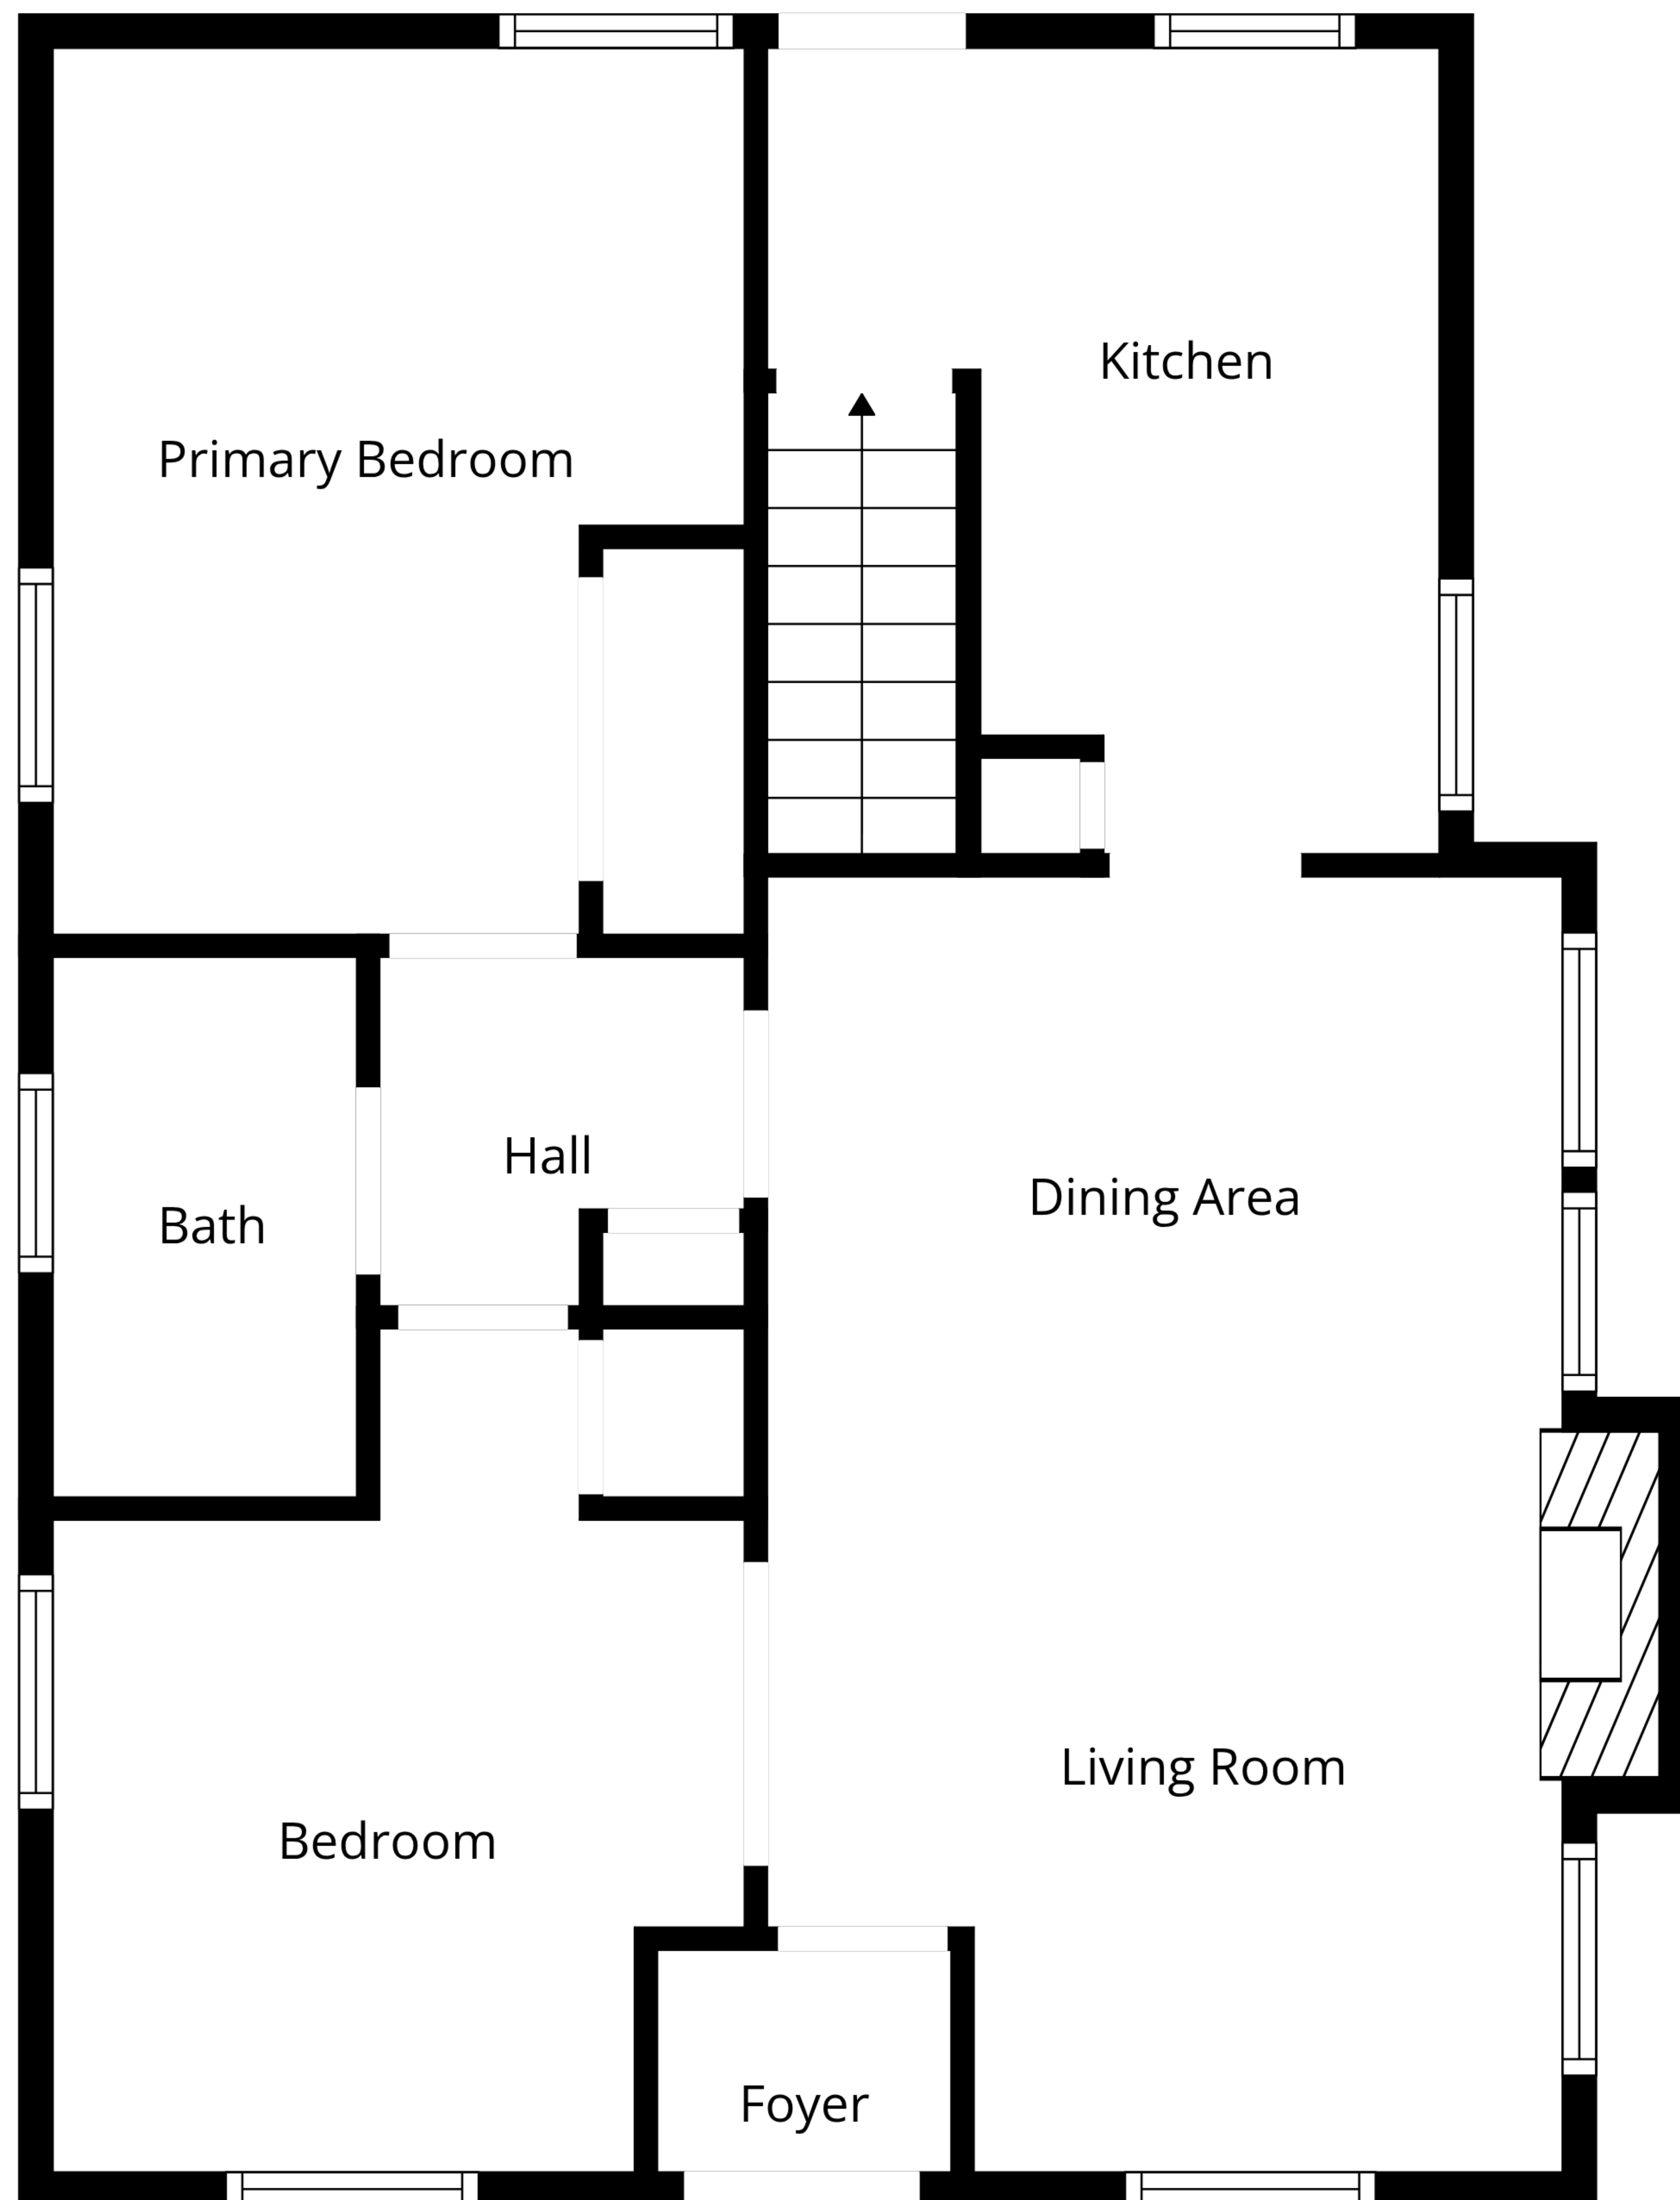 Kitchen
Primary Bedroom
Hall
Dining Area
Bath
Living Room
Bedroom
Foyer